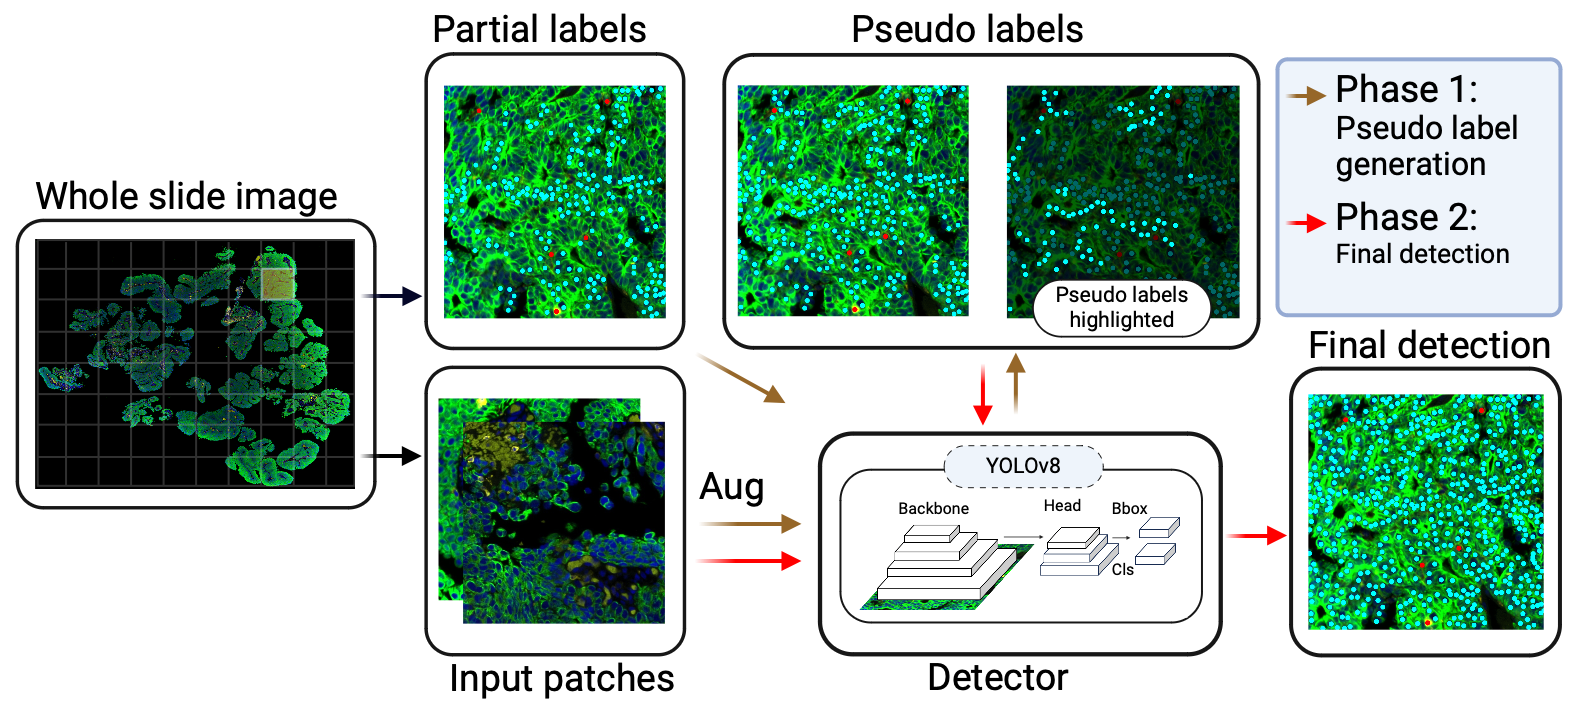 Partial labels
Pseudo labels
Whole slide image
Pseudo labels
highlighted
Phase 1:
Pseudo label
generation
Phase 2:
Final detection
Final detection
Aug
YOLOv8
Backbone
Head
Bbox
Cls
Input patches
Detector